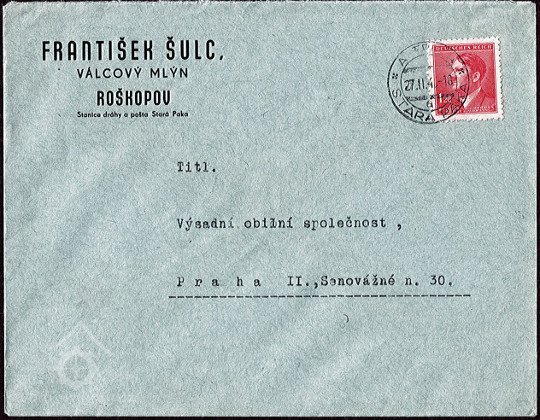 FRANTIŠEK ŠULC,
VÁLCOVÝ MLÝN
ROŠKOPOV
Stanice dráhy a pošta Stará Paka
DEUTSCHES REICH
STARÁ PAKA
Titl.
Výsadní obilní společnost ,
P r a h a II.,Senovážné n. 30.